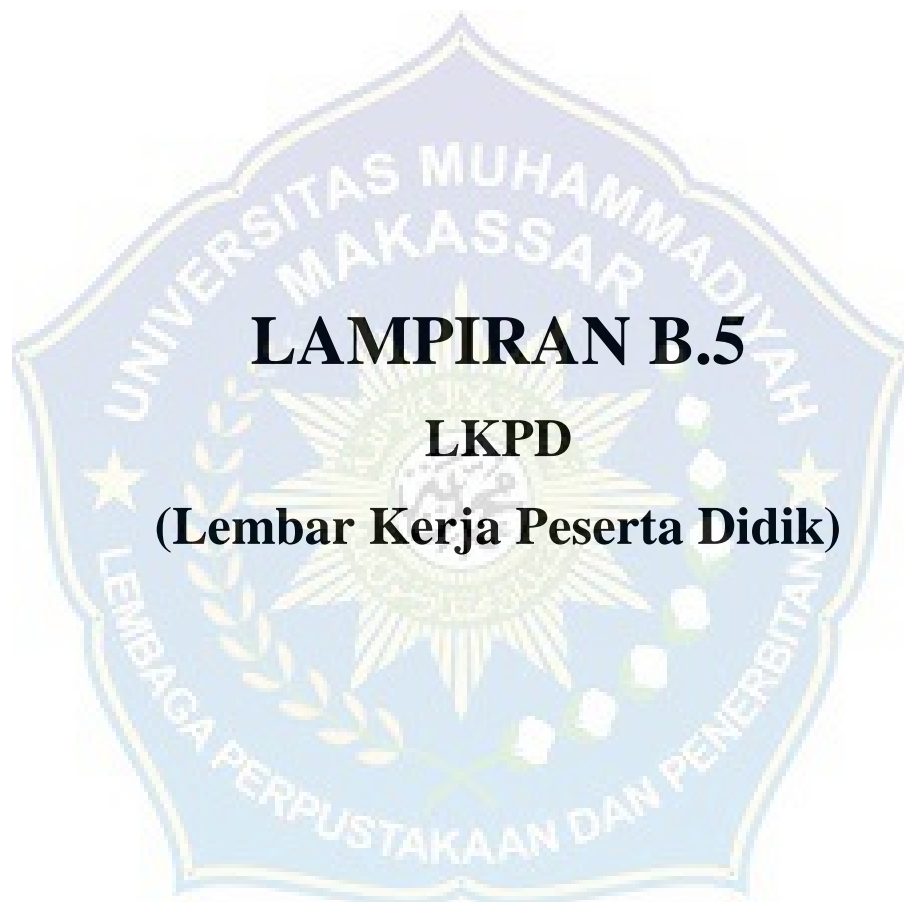 UNIVERSITAS MUHAMMADIYAH
MAKASSAR
LAMPIRAN B.5
LKPD
(Lembar Kerja Peserta Didik)
LEMBAGA PERPUSTAKAAN DAN PENERBITAN